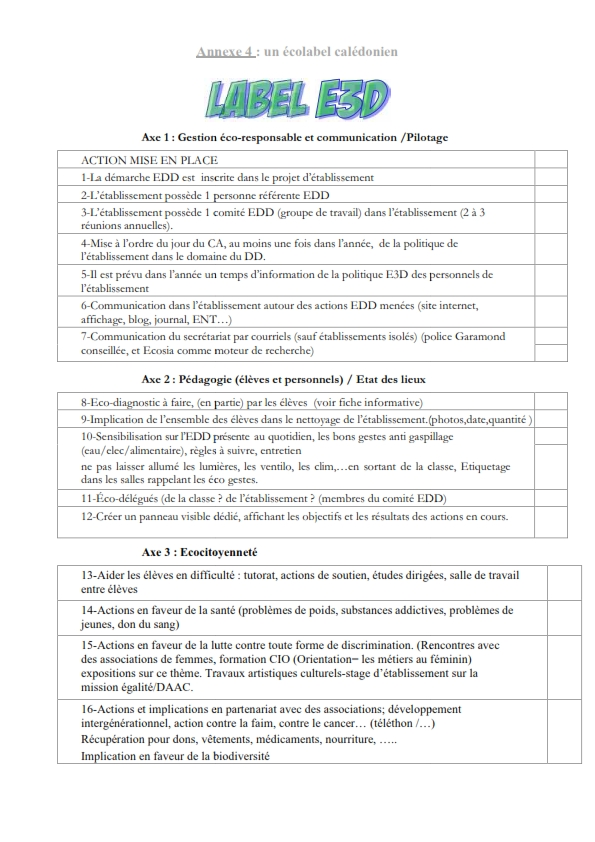 Annexe 4 : un écolabel calédonien
LABEL E3D
Axe 1 : Gestion éco-responsable et communication /Pilotage
ACTION MISE EN PLACE
1-La démarche EDD est  inscrite dans le projet d'établissement
2-L'établissement possède 1 personne référente EDD
3-L'établissement possède 1 comité EDD (groupe de travail) dans l'établissement (2 à 3
réunions annuelles).
4-Mise à l'ordre du jour du CA, au moins une fois dans l'année,  de la politique de
l'établissement dans le domaine du DD.
5-Il est prévu dans l'année un temps d'information de la politique E3D des personnels de
l'établissement
6-Communication dans l'établissement autour des actions EDD menées (site internet,
affichage, blog, journal, ENT…)
7-Communication du secrétariat par courriels (sauf établissements isolés) (police Garamond
conseillée, et Ecosia comme moteur de recherche)
Axe 2 : Pédagogie (élèves et personnels) / Etat des lieux
8-Eco-diagnostic à faire, (en partie) par les élèves  (voir fiche informative)
9-Implication de l'ensemble des élèves dans le nettoyage de l'établissement.(photos,date,quantité )
10-Sensibilisation sur l'EDD présente au quotidien, les bons gestes anti gaspillage
(eau/elec/alimentaire), règles à suivre, entretien
ne pas laisser allumé les lumières, les ventilo, les clim,…en sortant de la classe, Etiquetage
dans les salles rappelant les éco gestes.
11-Éco-délégués (de la classe ? de l'établissement ? (membres du comité EDD)
12-Créer un panneau visible dédié, affichant les objectifs et les résultats des actions en cours.
Axe 3 : Ecocitoyenneté
13-Aider les élèves en difficulté : tutorat, actions de soutien, études dirigées, salle de travail
entre élèves
14-Actions en faveur de la santé (problèmes de poids, substances addictives, problèmes de
jeunes, don du sang)
15-Actions en faveur de la lutte contre toute forme de discrimination. (Rencontres avec
des associations de femmes, formation CIO (Orientation= les métiers au féminin)
expositions sur ce thème. Travaux artistiques culturels-stage d'établissement sur la
mission égalité/DAAC.
16-Actions et implications en partenariat avec des associations; développement
intergénérationnel, action contre la faim, contre le cancer… (téléthon /…)
Récupération pour dons, vêtements, médicaments, nourriture, …..
Implication en faveur de la biodiversité